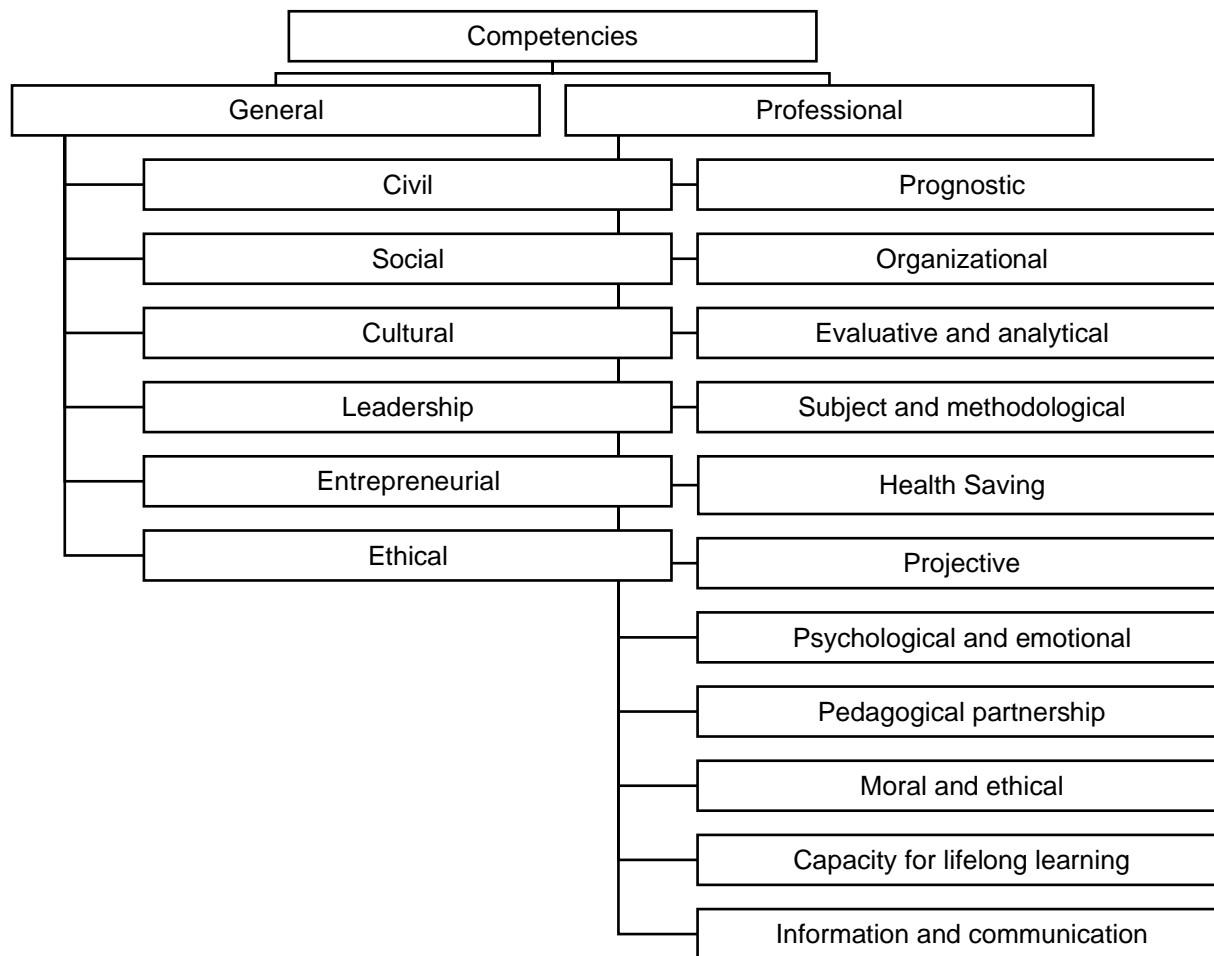 Competencies
General
Professional
Civil
Social
Cultural
Leadership
Entrepreneurial
Ethical
Prognostic
Organizational
Evaluative and analytical
Subject and methodological
Health Saving
Projective
Psychological and emotional
Pedagogical partnership
Moral and ethical
Capacity for lifelong learning
Information and communication